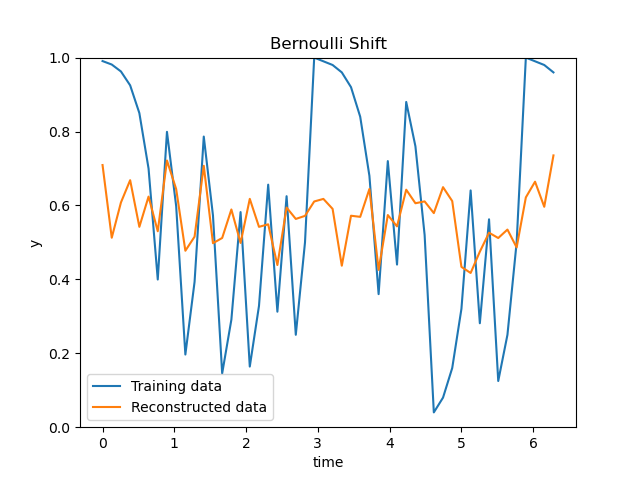 Bernoulli Shift
1.0
0.8
0.6
0.4
0.2
0.0
y
Training data
Reconstructed data
0 1 2 3 4 5 6
time